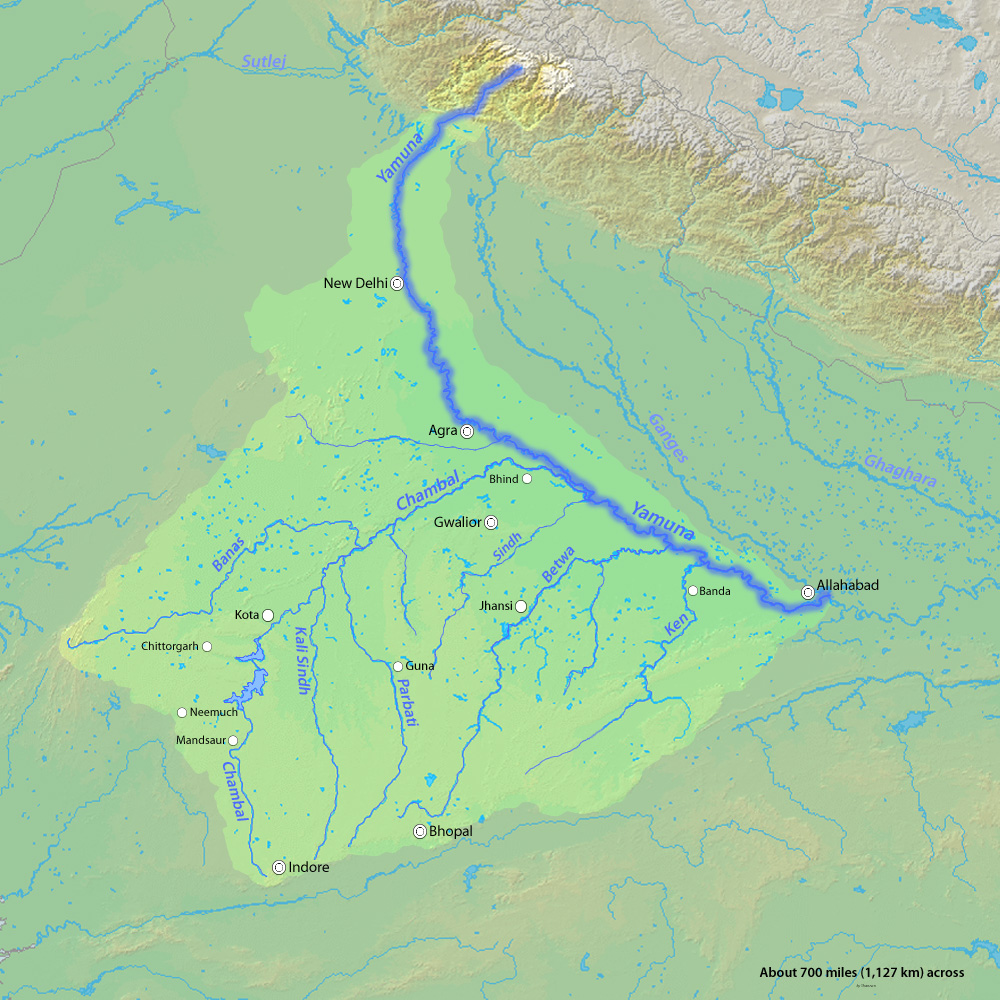 Sutlej
Yamuna
New Delhi
Agra
Ganges
Ghaghara
Chambal
Bhind
Gwalior
Yamuna
Banas
Sindh
Betwa
Allahabad
Banda
Jhansi
Kota
Ken
Chittorgarh
Kali Sindh
Guna
Parbati
Neemuch
Mandsaur
Chambal
Bhopal
Indore
About 700 miles (1,127 km) across